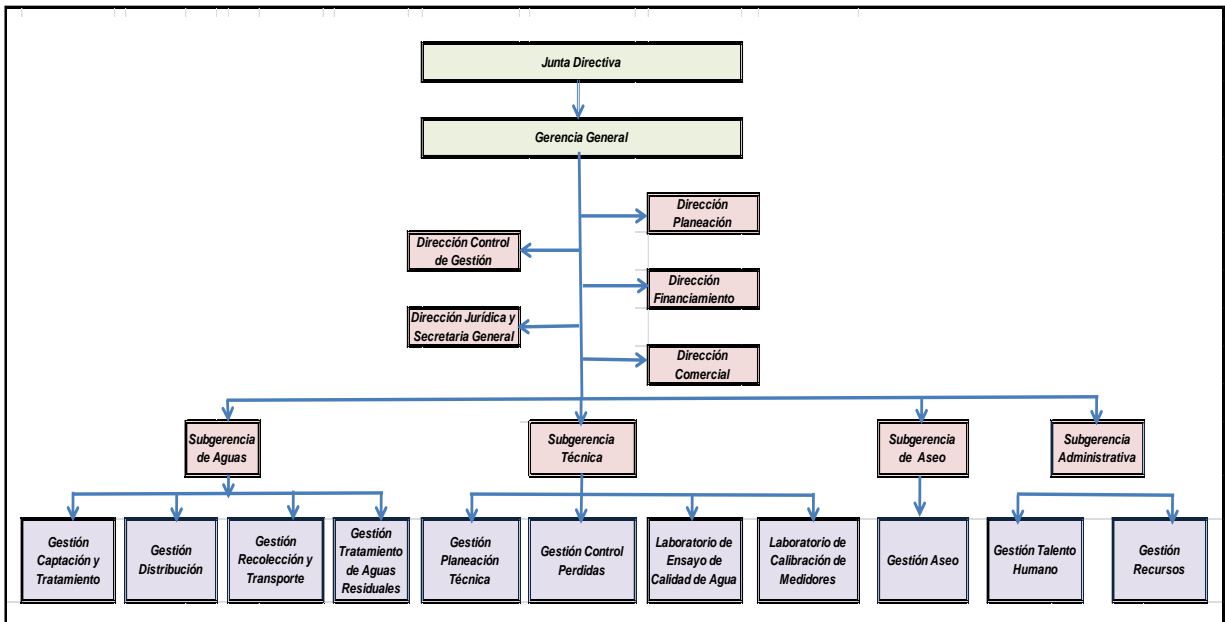 Junta Directiva
Gerencia General
Dirección
Planeación
Dirección Control
de Gestión
Dirección
Financiamiento
Dirección Jurídica y
Secretaria General
Dirección
Comercial
Subgerencia
de Aguas
Subgerencia
Técnica
Subgerencia
de Aseo
Subgerencia
Administrativa
Gestión
Captación y
Tratamiento
Gestión
Distribución
Gestión
Recolección y
Transporte
Gestión
Tratamiento
de Aguas
Residuales
Gestión
Planeación
Técnica
Gestión Control
Perdidas
Laboratorio de
Ensayo de
Calidad de Agua
Laboratorio de
Calibración de
Medidores
Gestión Aseo
Gestión Talento
Humano
Gestión
Recursos